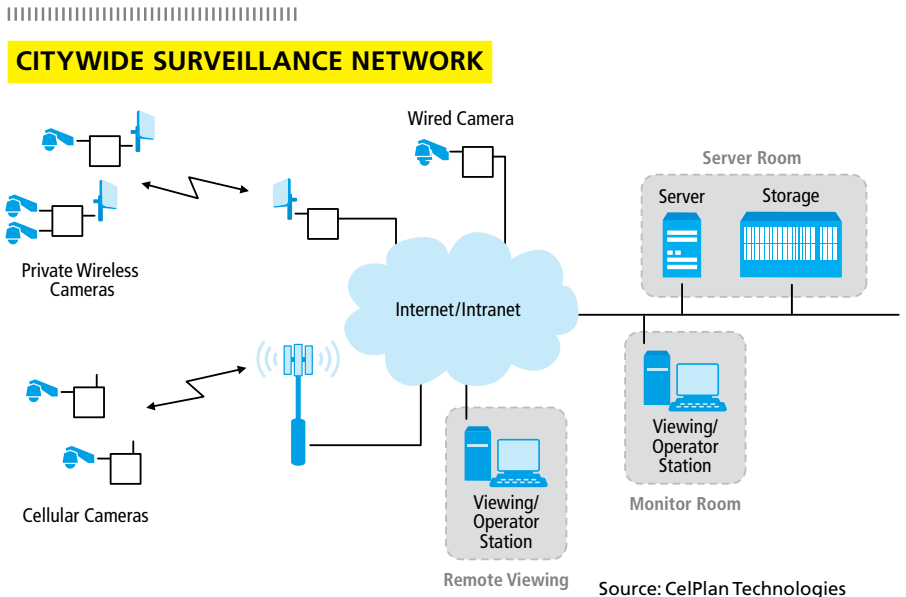 CITYWIDE SURVEILLANCE NETWORK
Wired Camera
Server Room
Server
Storage
Private Wireless
Cameras
Internet/Intranet
Viewing/
Operator
Station
Monitor Room
Cellular Cameras
Viewing/
Operator
Station
Remote Viewing
Source: CelPlan Technologies